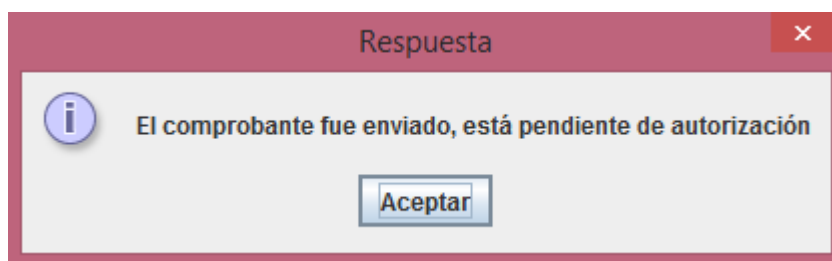 Respuesta
El comprobante fue enviado, está pendiente de autorización
Aceptar